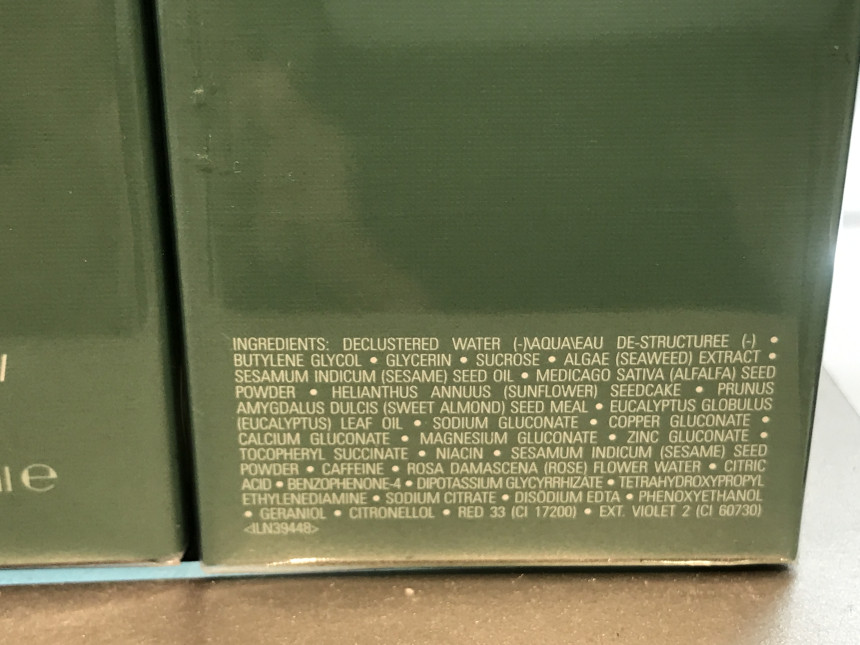 INGREDIENTS: DECLUSTERED WATER (-)\AQUA\EAU DE-STRUCTUREE (-) •
BUTYLENE GLYCOL • GLYCERIN • SUCROSE • ALGAE (SEAWEED) EXTRACT •
SESAMUM INDICUM (SESAME) SEED OIL • MEDICAGO SATIVA (ALFALFA) SEED
POWDER • HELIANTHUS ANNUUS (SUNFLOWER) SEEDCAKE • PRUNUS
AMYGDALUS DULCIS (SWEET ALMOND) SEED MEAL • EUCALYPTUS GLOBULUS
(EUCALYPTUS) LEAF OIL • SODIUM GLUCONATE • COPPER GLUCONATE •
CALCIUM GLUCONATE • MAGNESIUM GLUCONATE • ZINC GLUCONATE •
TOCOPHERYL SUCCINATE • NIACIN • SESAMUM INDICUM (SESAME) SEED
POWDER • CAFFEINE • ROSA DAMASCENA (ROSE) FLOWER WATER • CITRIC
ACID • BENZOPHENONE-4 • DIPOTASSIUM GLYCYRRHIZATE • TETRAHYDROXYPROPYL
ETHYLENEDIAMINE • SODIUM CITRATE • DISODIUM EDTA • PHENOXYETHANOL
• GERANIOL • CITRONELLOL • RED 33 (CI 17200) • EXT. VIOLET 2 (CI 60730)
<ILN39448>